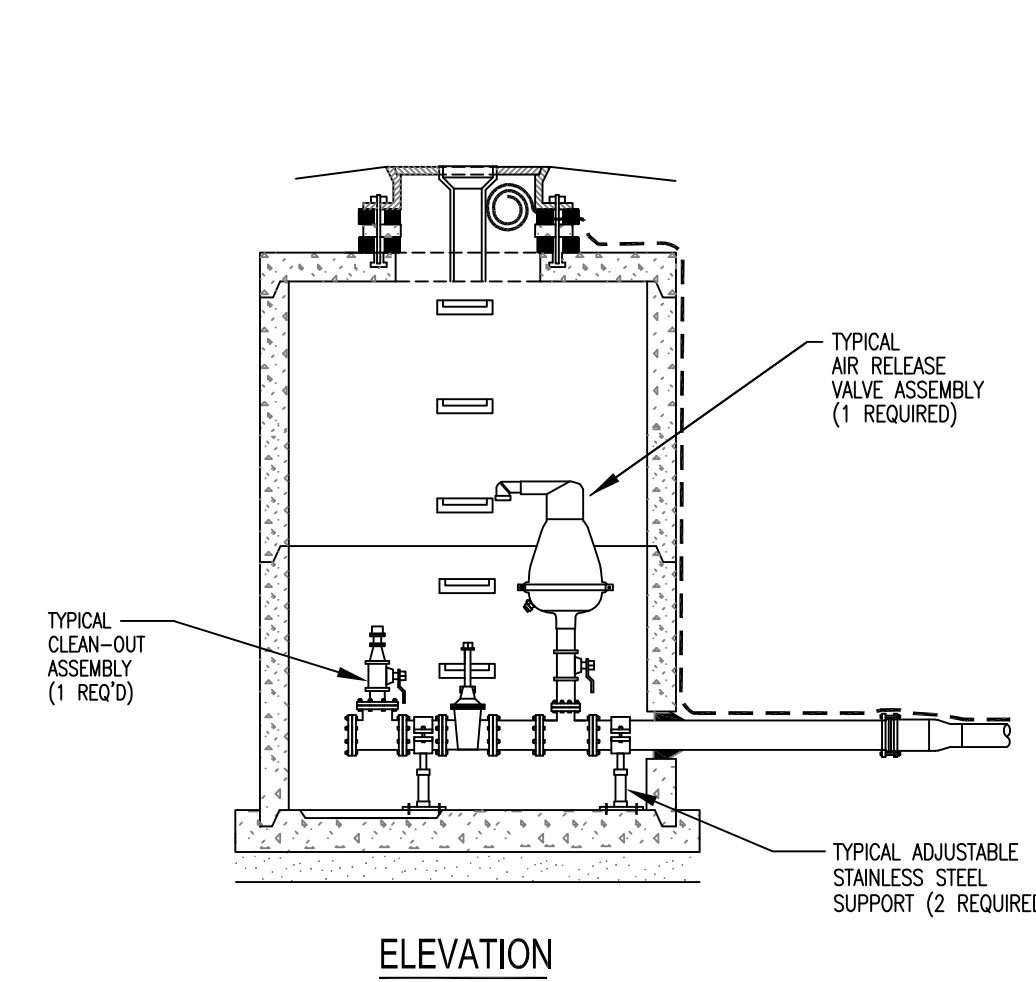 TYPICAL
AIR RELEASE
VALVE ASSEMBLY
(1 REQUIRED)
TYPICAL
CLEAN-OUT
ASSEMBLY
(1 REQ'D)
TYPICAL ADJUSTABLE
STAINLESS STEEL
SUPPORT (2 REQUIRED
ELEVATION